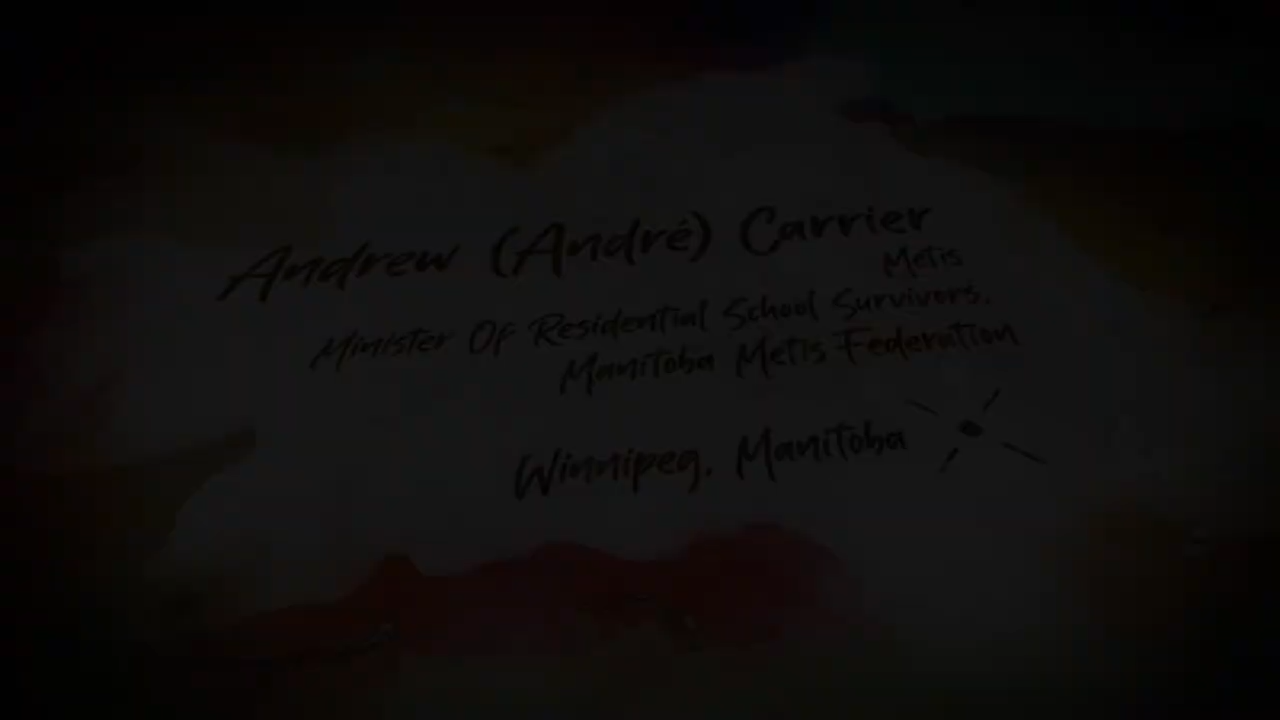 Andrew (André) Carrier
Metis
Minister Of Residential School Survivors,
Manitoba Metis Federation
Winnipeg, Manitoba